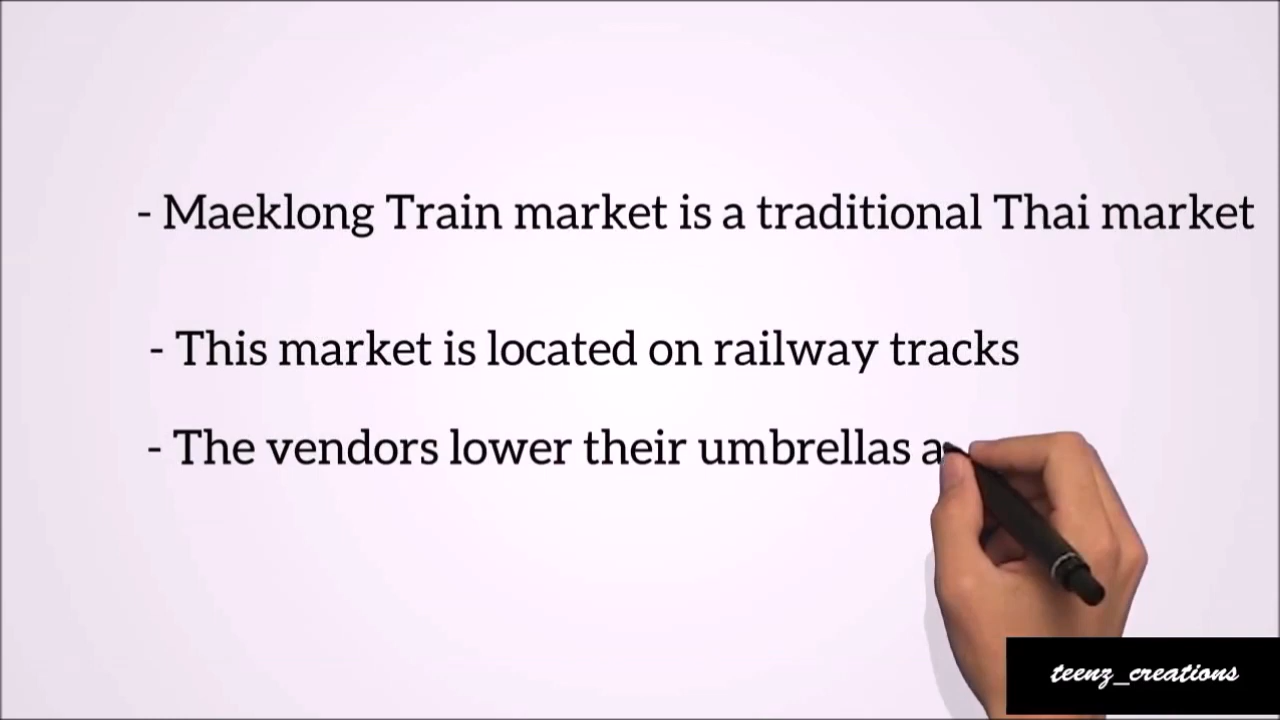 - Maeklong Train market is a traditional Thai market
- This market is located on railway tracks
- The vendors lower their umbrellas a
teenz_creations